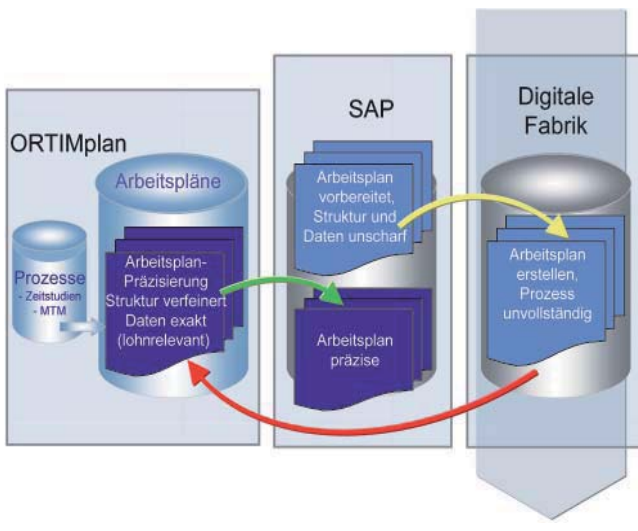 ORTIMplan
Arbeitspläne
Prozesse
- Zeitstudien
- MTM
Arbeitsplan-
Präzisierung
Struktur verfeinert
Daten exakt
(lohnrelevant)
SAP
Arbeitsplan
vorbereitet,
Struktur und
Daten unscharf
Arbeitsplan
präzise
Digitale
Fabrik
Arbeitsplan
erstellen,
Prozess
unvollständig